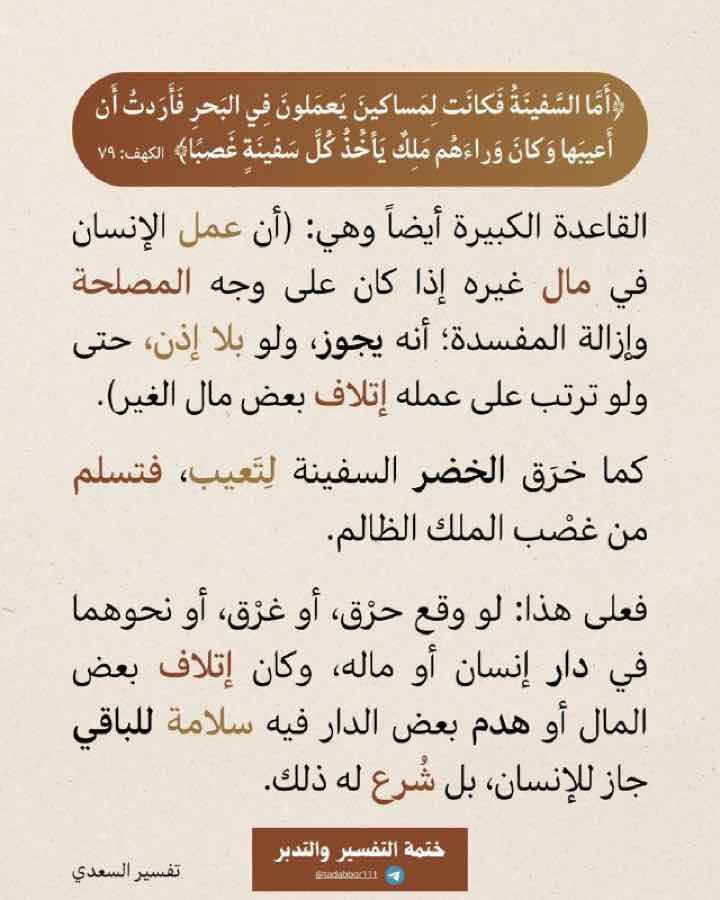 ﴿أَمَّا السَّفينَةُ فَكانَت لِمَساكينَ يَعمَلونَ فِي البَحرِ فَأَرَدتُ أَن
أَعيبَها وَكانَ وَراءَهُم مَلِكٌ يَأخُذُ كُلَّ سَفينَةٍ غَصبًا﴾ الكهف: ٧٩
القاعدة الكبيرة أيضاً وهي: (أن عمل الإنسان
في مال غيره إذا كان على وجه المصلحة
وإزالة المفسدة؛ أنه يجوز، ولو بلا إذن، حتى
ولو ترتب على عمله إتلاف بعض مال الغير).
كما خرَق الخضر السفينة لِتَعيب، فتسلم
من غصْب الملك الظالم.
فعلى هذا: لو وقع حرْق، أو غرْق، أو نحوهما
في دار إنسان أو ماله، وكان إتلاف بعض
المال أو هدم بعض الدار فيه سلامة للباقي
جاز للإنسان، بل شُرع له ذلك.
ختمة التفسير والتدبر
@tadabbor111
تفسير السعدي